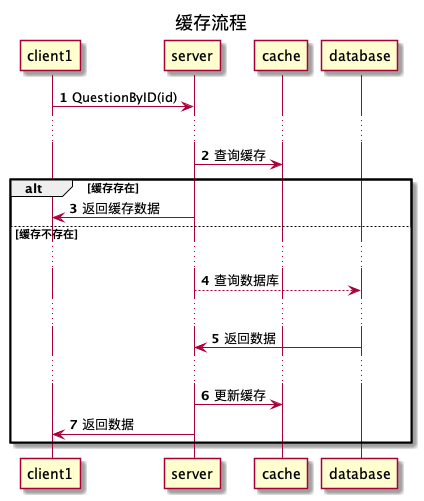 缓存流程
client1 server cache database
1 QuestionByID(id)
2 查询缓存
alt [缓存存在]
3 返回缓存数据
[缓存不存在]
4 查询数据库
5 返回数据
6 更新缓存
7 返回数据
client1 server cache database